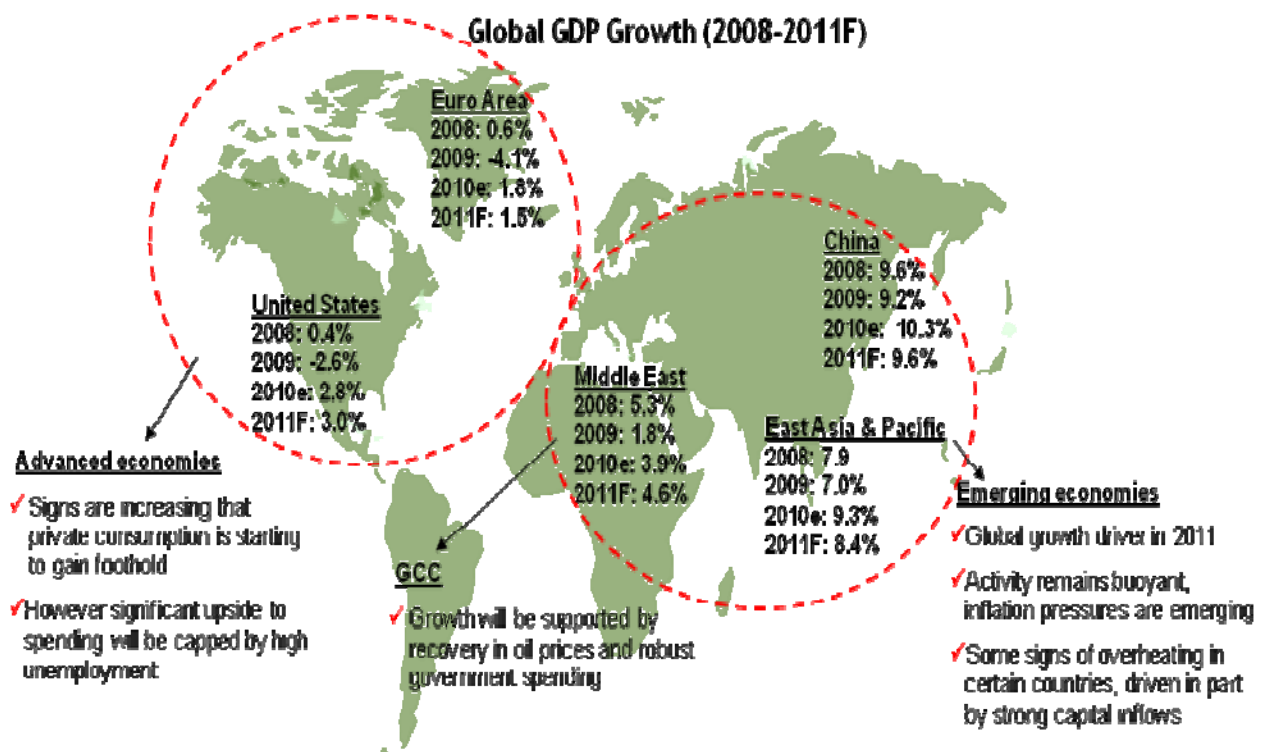 Global GDP Growth (2008-2011F)
Euro Area
2008: 0.6%
2009: -4.1%
2010e: 1.8%
2011F: 1.5%
United States
2008: 0.4%
2009: -2.6%
2010e: 2.8%
2011F: 3.0%
China
2008: 9.6%
2009: 9.2%
2010e: 10.3%
2011F: 9.6%
Middle East
2008: 5.3%
2009: 1.8%
2010e: 3.9%
2011F: 4.6%
East Asia & Pacific
2008: 7.9
2009: 7.0%
2010e: 9.3%
2011F: 8.4%
Advanced economies
✓ Signs are increasing that
private consumption is starting
to gain foothold
✓ However significant upside to
spending will be capped by high
unemployment
GCC
✓ Growth will be supported by
recovery in oil prices and robust
government spending
Emerging economies
✓ Global growth driver in 2011
✓ Activity remains buoyant,
inflation pressures are emerging
✓ Some signs of overheating in
certain countries, driven in part
by strong capital inflows